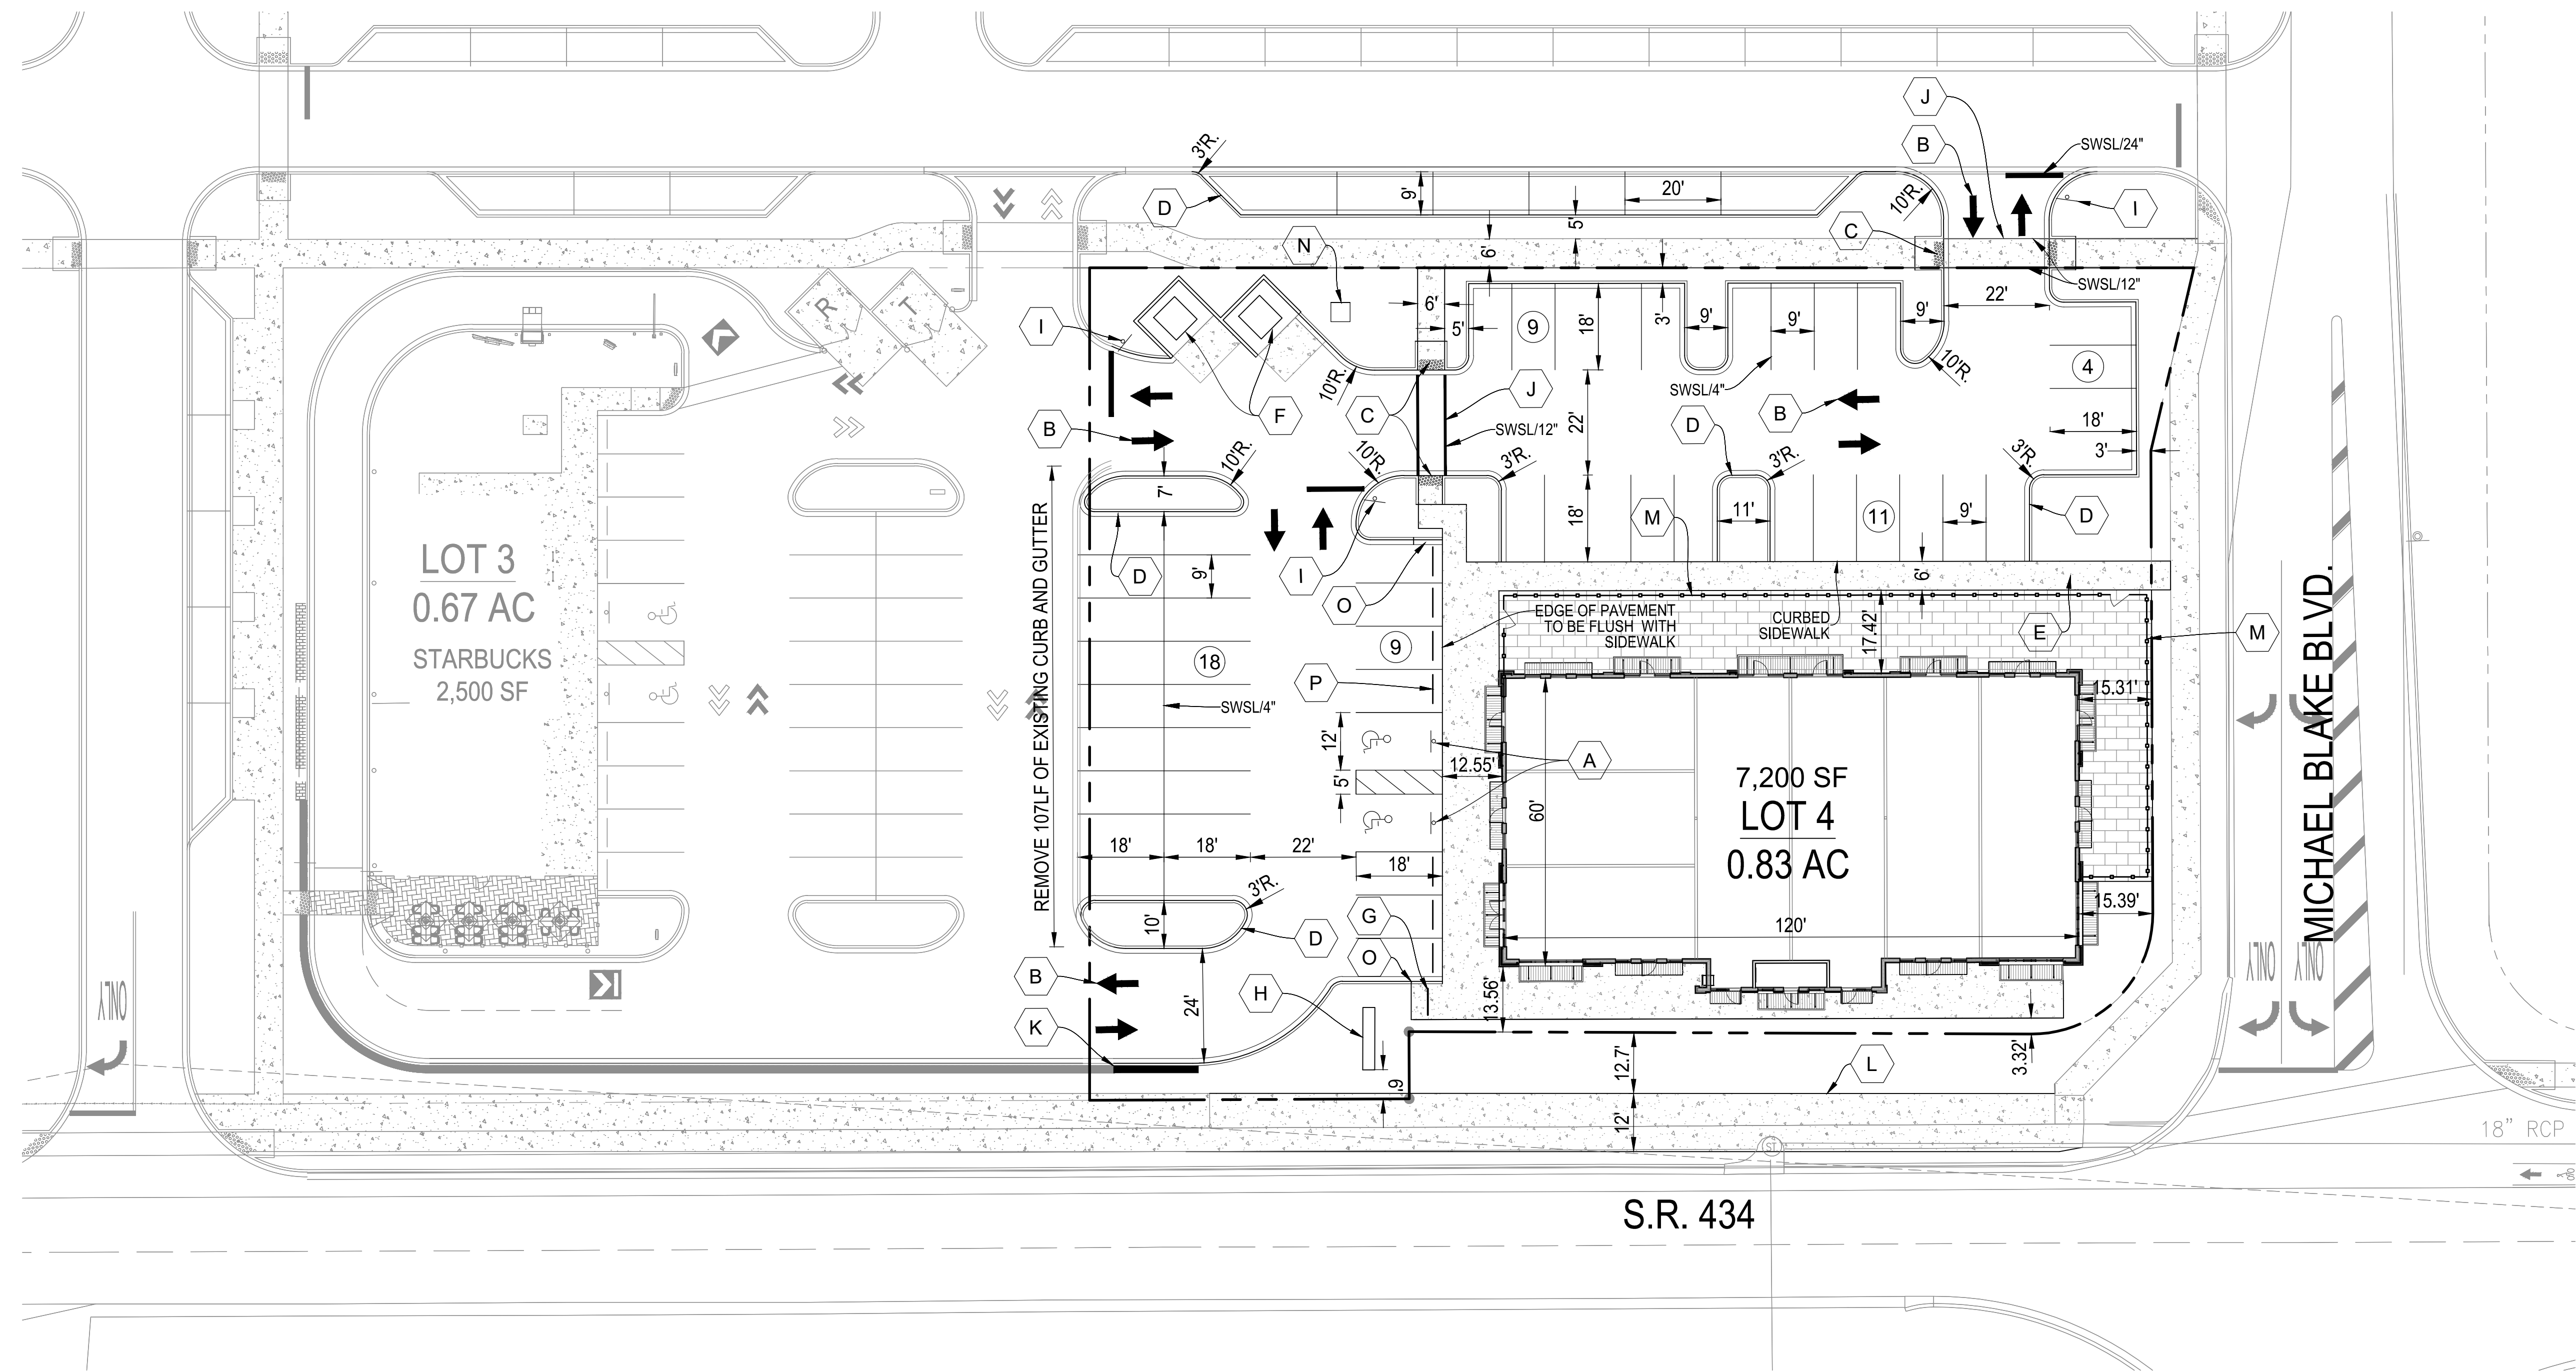 J
B
SWSL/24"
3'R.
D
9'
20'
10'R.
I
5'
C
N
6'
SWSL/12"
R
T
I
6'
5'
9
18'
3'
9'
9'
9'
22'
10'R.
10'R.
4
SWSL/4"
J
F
C
B
B
D
22'
SWSL/12"
18'
3'
10'R.
10'R.
3'R.
3'R.
3'R.
7'
18'
M
11'
11
9'
D
REMOVE 107LF OF EXISTING CURB AND GUTTER
LOT 3
0.67 AC
STARBUCKS
2,500 SF
D
9'
I
O
EDGE OF PAVEMENT
TO BE FLUSH WITH
SIDEWALK
CURBED
SIDEWALK
17.42'
6'
E
M
18
9
P
SWSL/4"
15.31'
MICHAEL BLAKE BLVD.
12'
5'
12.55'
A
60'
7,200 SF
LOT 4
0.83 AC
18'
18'
22'
18'
3'R.
10'
G
120'
15.39'
D
O
B
H
24'
13.56'
K
ONLY
ONLY
ONLY
12.7'
3.32'
L
6'
12'
ST
18" RCP
S.R. 434